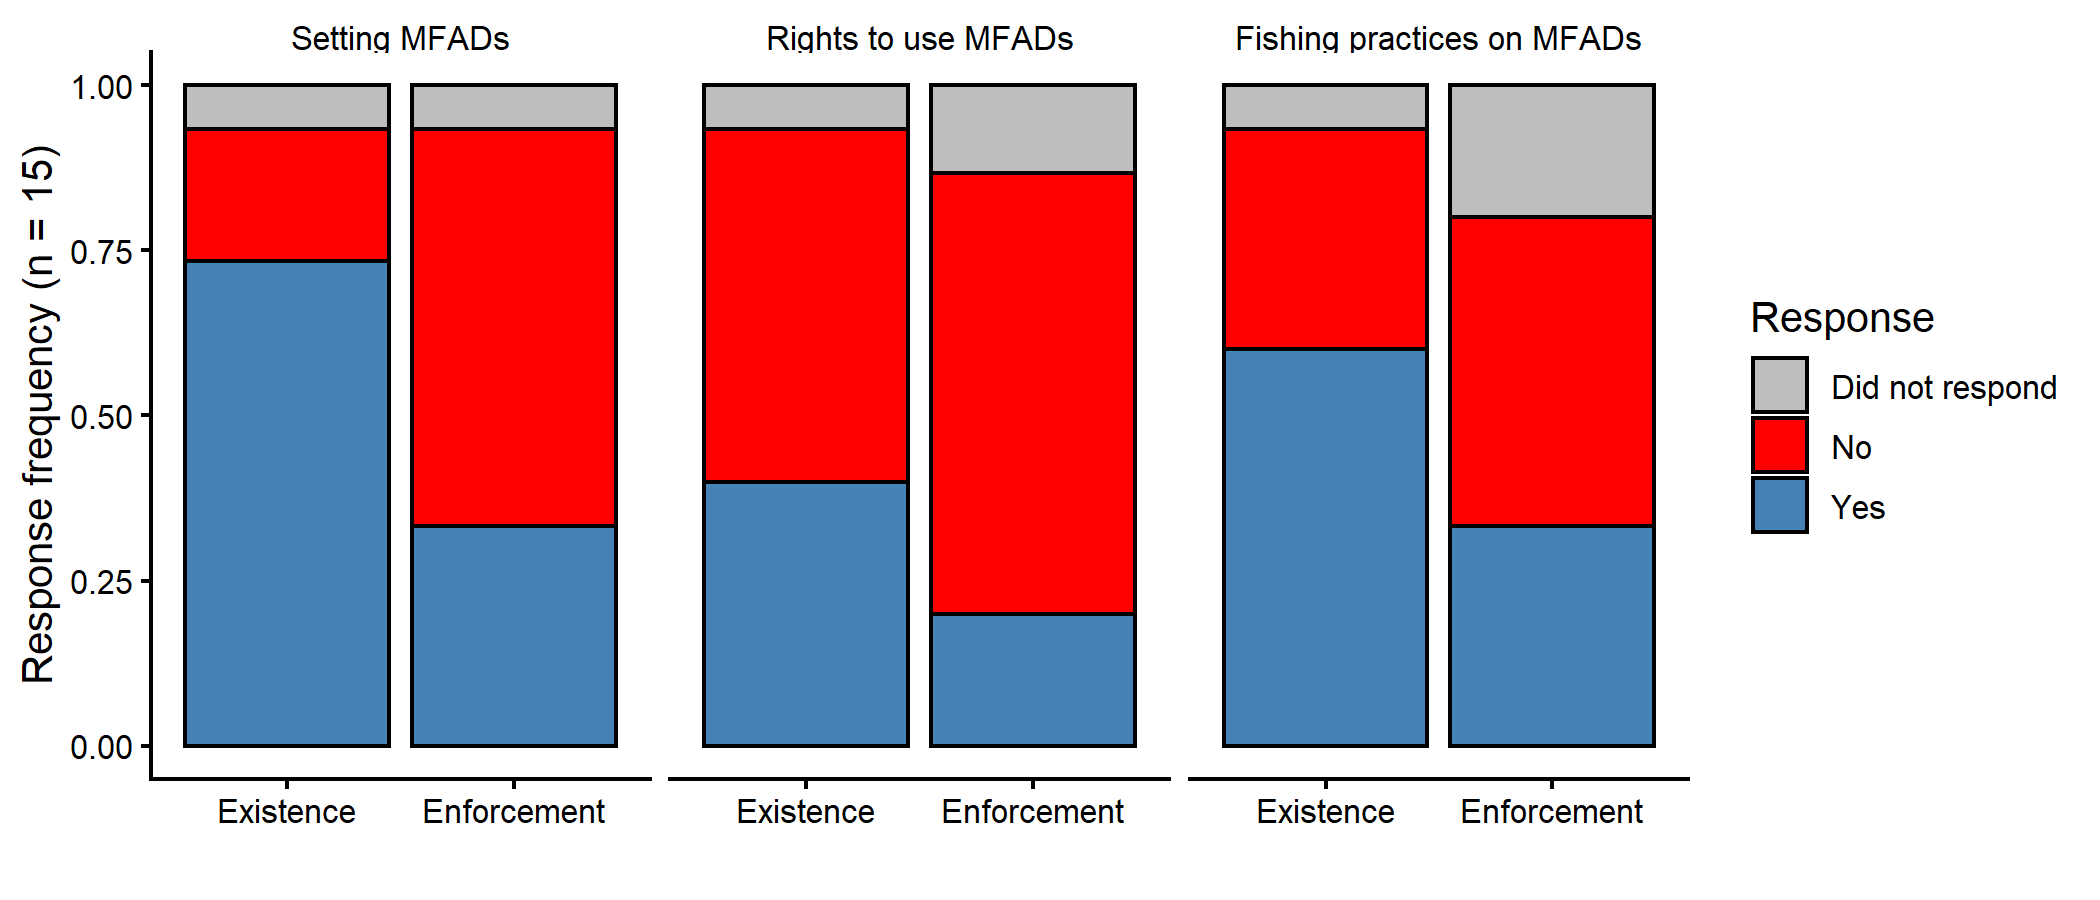 Setting MFADs
Rights to use MFADs
Fishing practices on MFADs
Response frequency (n = 15)
1.00
0.75
0.50
0.25
0.00
Existence
Enforcement
Existence
Enforcement
Existence
Enforcement
Response
Did not respond
No
Yes